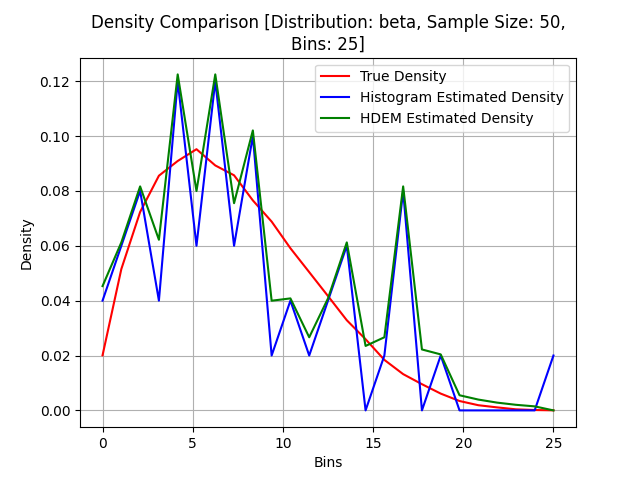 Density Comparison [Distribution: beta, Sample Size: 50,
Bins: 25]
True Density
Histogram Estimated Density
HDEM Estimated Density
Density
0.12
0.10
0.08
0.06
0.04
0.02
0.00
0 5 10 15 20 25
Bins